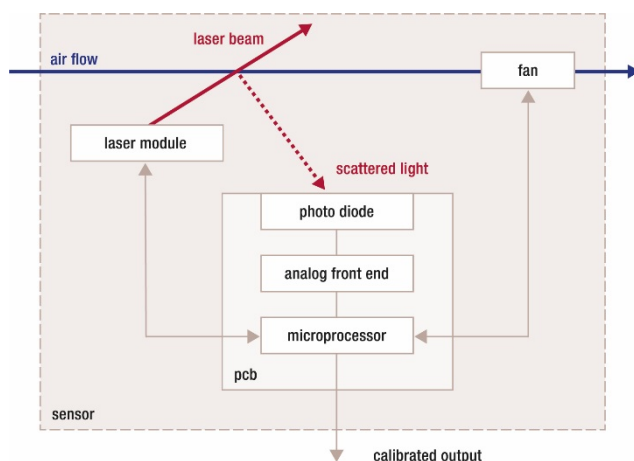 laser beam
air flow
fan
laser module
scattered light
photo diode
analog front end
microprocessor
pcb
sensor
calibrated output